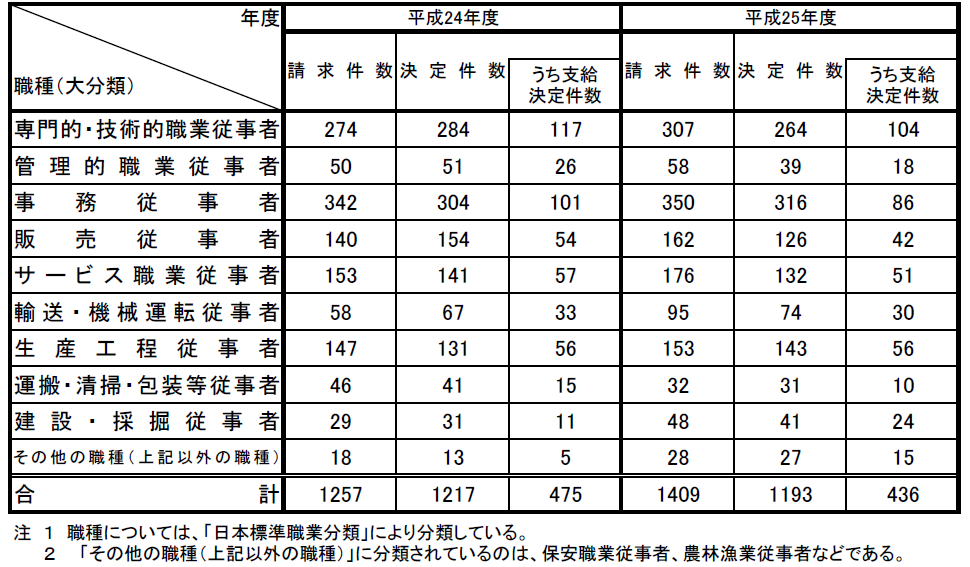 年度 平成24年度 平成25年度
職種（大分類） 請求件数 決定件数 うち支給決定件数 請求件数 決定件数 うち支給決定件数
専門的・技術的職業従事者 274 284 117 307 264 104
管理的職業従事者 50 51 26 58 39 18
事務従事者 342 304 101 350 316 86
販売従事者 140 154 54 162 126 42
サービス職業従事者 153 141 57 176 132 51
輸送・機械運転従事者 58 67 33 95 74 30
生産工程従事者 147 131 56 153 143 56
運搬・清掃・包装等従事者 46 41 15 32 31 10
建設・採掘従事者 29 31 11 48 41 24
その他の職種（上記以外の職種） 18 13 5 28 27 15
合計 1257 1217 475 1409 1193 436
注 １ 職種については、「日本標準職業分類」により分類している。
２ 「その他の職種（上記以外の職種）」に分類されているのは、保安職業従事者、農林漁業従事者などである。